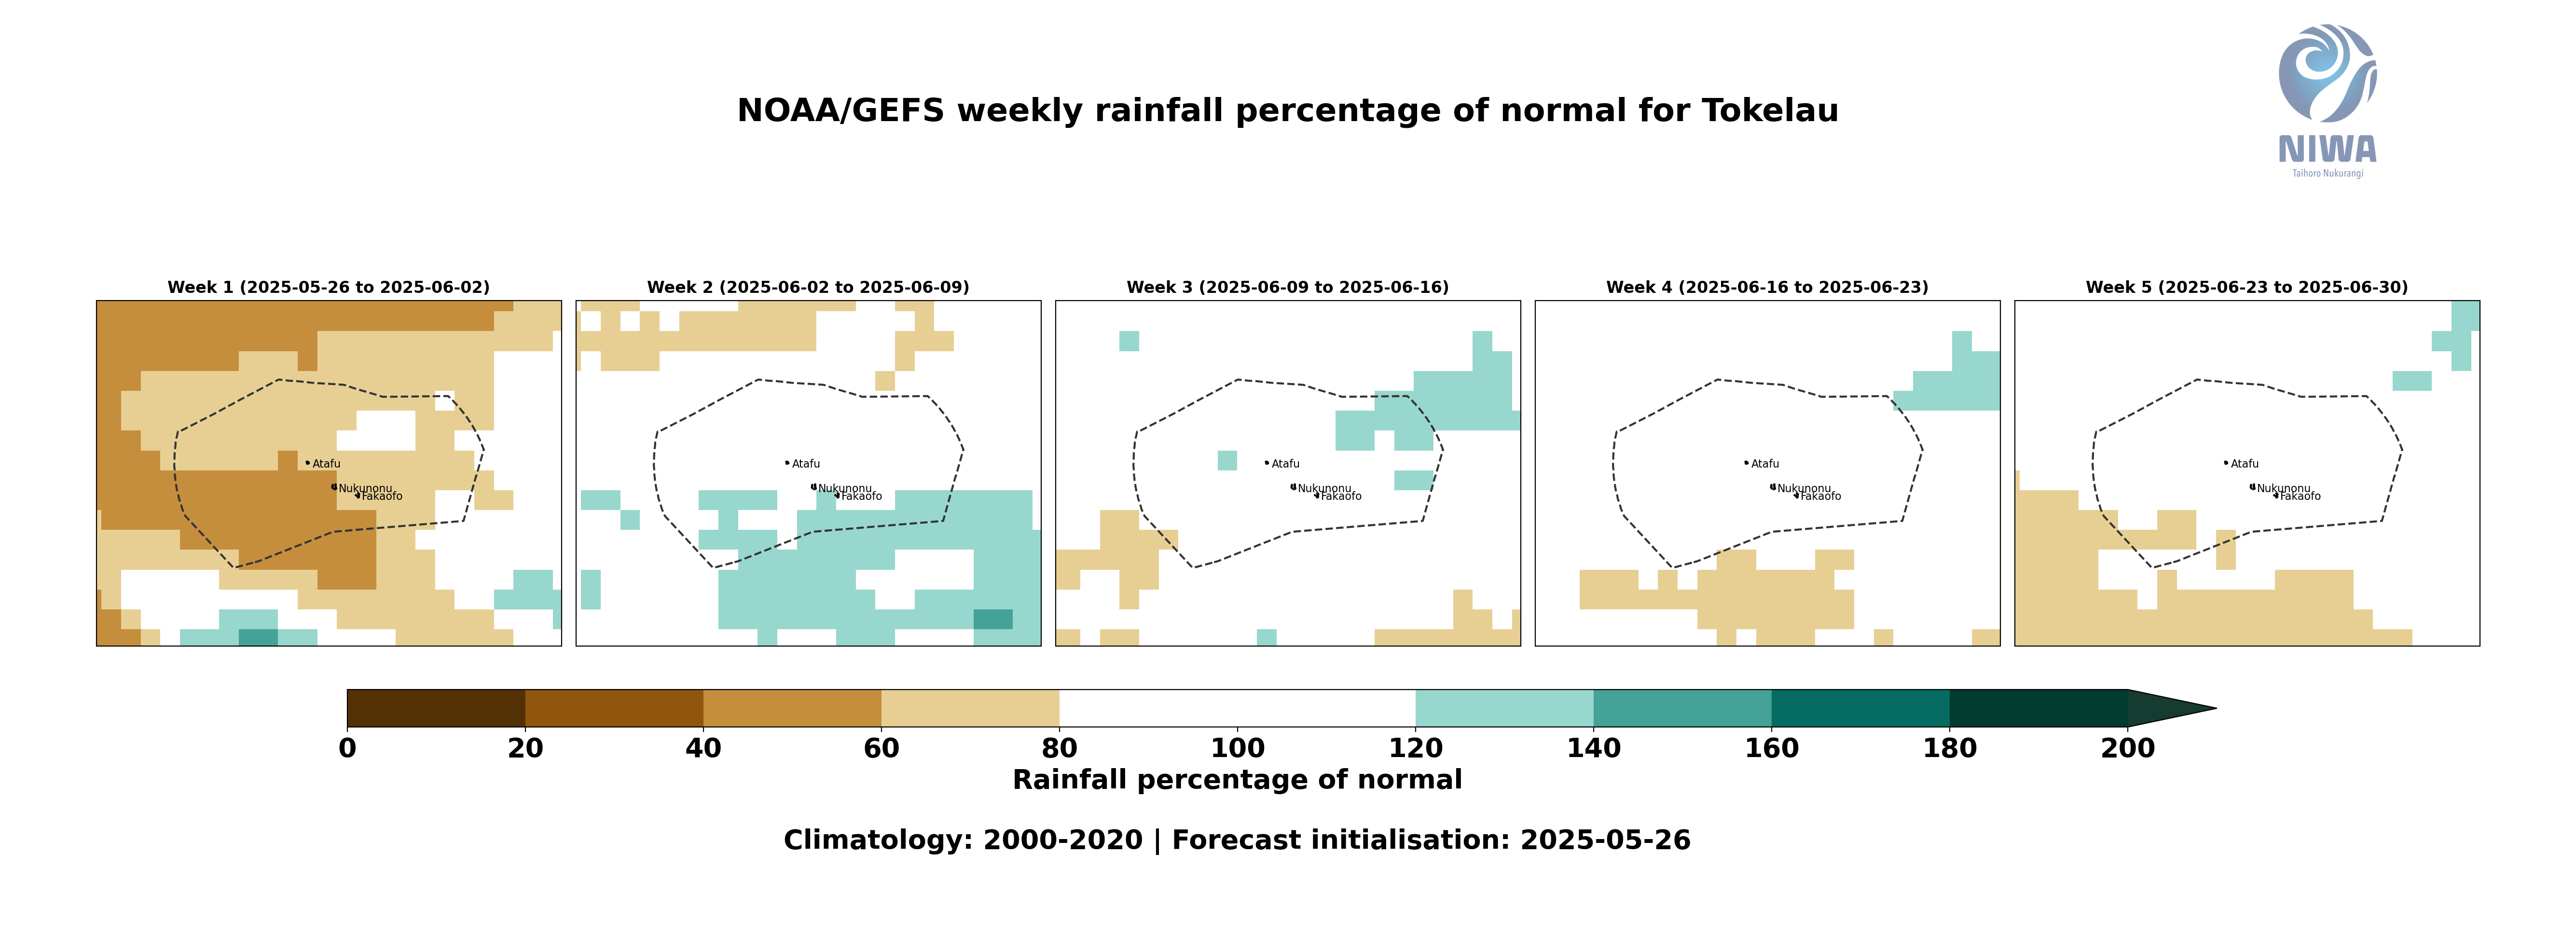 NOAA/GEFS weekly rainfall percentage of normal for Tokelau
NIWA
Taihoro Nukurangi
Week 1 (2025-05-26 to 2025-06-02)
Week 2 (2025-06-02 to 2025-06-09)
Week 3 (2025-06-09 to 2025-06-16)
Week 4 (2025-06-16 to 2025-06-23)
Week 5 (2025-06-23 to 2025-06-30)
Atafu
Nukunonu
Fakaofo
Atafu
Nukunonu
Fakaofo
Atafu
Nukunonu
Fakaofo
Atafu
Nukunonu
Fakaofo
Atafu
Nukunonu
Fakaofo
0 20 40 60 80 100 120 140 160 180 200
Rainfall percentage of normal
Climatology: 2000-2020 | Forecast initialisation: 2025-05-26